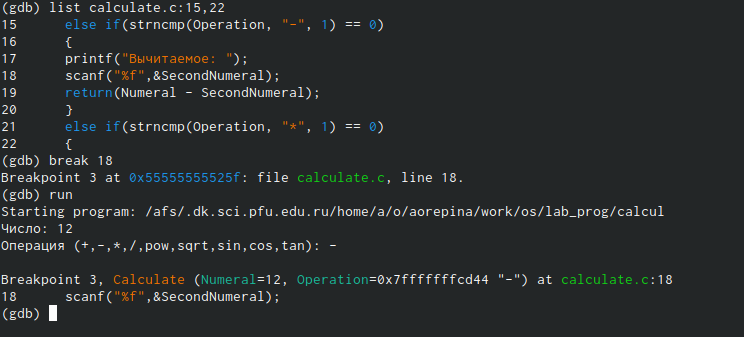 (gdb) list calculate.c:15,22
15      else if(strncmp(Operation, "-", 1) == 0)
16      {
17      printf("Вычитаемое: ");
18      scanf("%f",&SecondNumeral);
19      return(Numeral - SecondNumeral);
20      }
21      else if(strncmp(Operation, "*", 1) == 0)
22      {
(gdb) break 18
Breakpoint 3 at 0x55555555525f: file calculate.c, line 18.
(gdb) run
Starting program: /afs/.dk.sci.pfu.edu.ru/home/a/o/aorepina/work/os/lab_prog/calcul
Число: 12
Операция (+,-,*,/,pow,sqrt,sin,cos,tan): -
Breakpoint 3, Calculate (Numeral=12, Operation=0x7fffffffcd44 "-") at calculate.c:18
18      scanf("%f",&SecondNumeral);
(gdb)